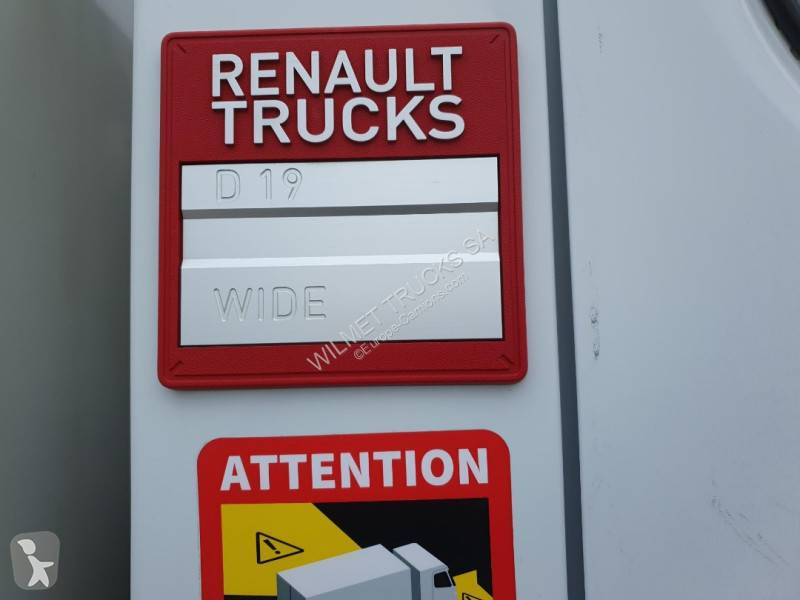 RENAULT
TRUCKS
D 19
WIDE
WILMET TRUCKS SA
©Europe-Camions.com
ATTENTION